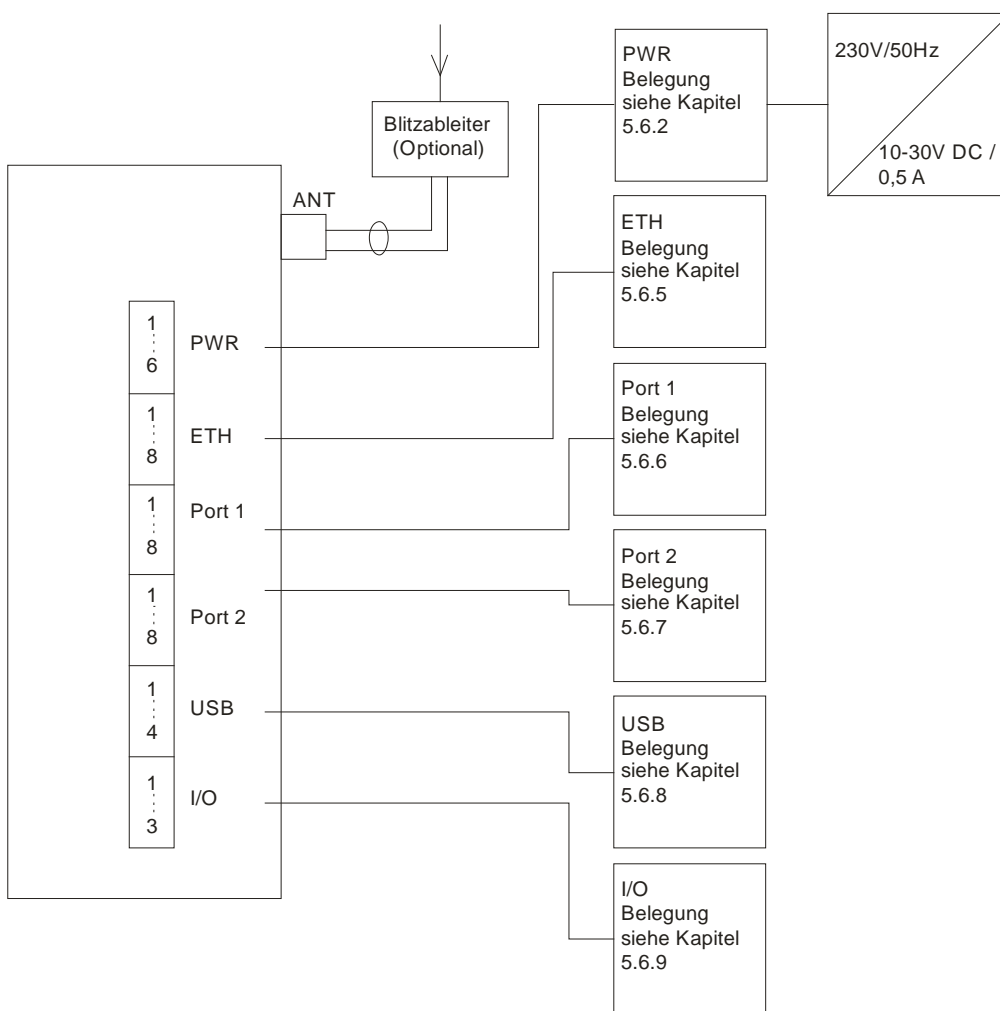 Blitzableiter
(Optional)
ANT
1
6
PWR
1
8
ETH
1
8
Port 1
1
8
Port 2
1
4
USB
1
3
I/O
PWR
Belegung
siehe Kapitel
5.6.2
230V/50Hz
10-30V DC /
0,5 A
ETH
Belegung
siehe Kapitel
5.6.5
Port 1
Belegung
siehe Kapitel
5.6.6
Port 2
Belegung
siehe Kapitel
5.6.7
USB
Belegung
siehe Kapitel
5.6.8
I/O
Belegung
siehe Kapitel
5.6.9